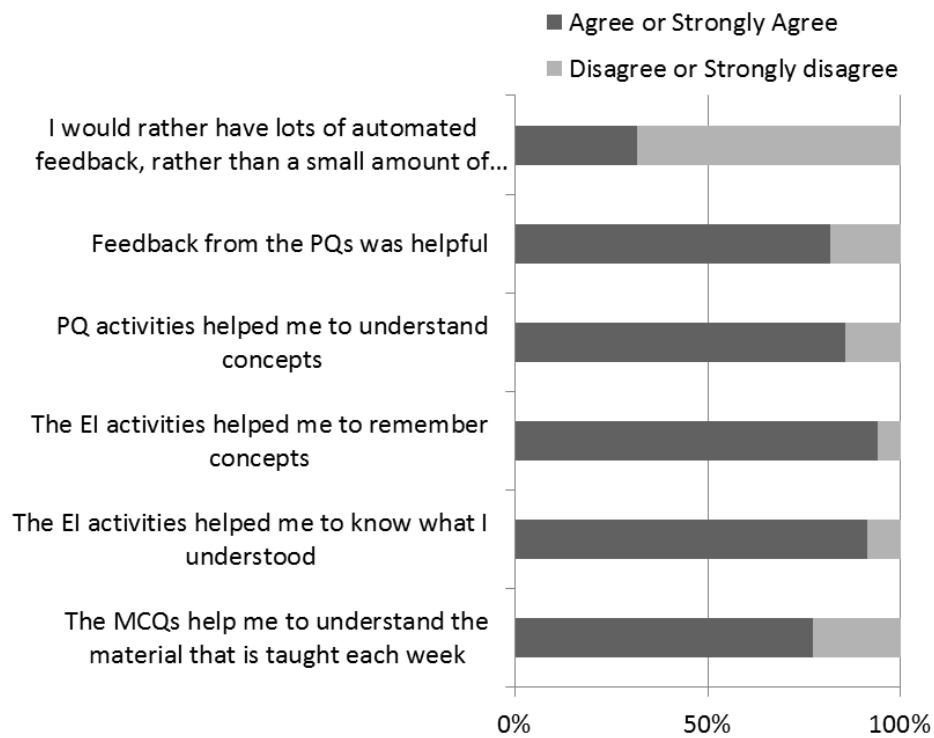 Agree or Strongly Agree
Disagree or Strongly disagree
I would rather have lots of automated
feedback, rather than a small amount of...
Feedback from the PQs was helpful
PQ activities helped me to understand
concepts
The EI activities helped me to remember
concepts
The EI activities helped me to know what I
understood
The MCQs help me to understand the
material that is taught each week
0%
50%
100%